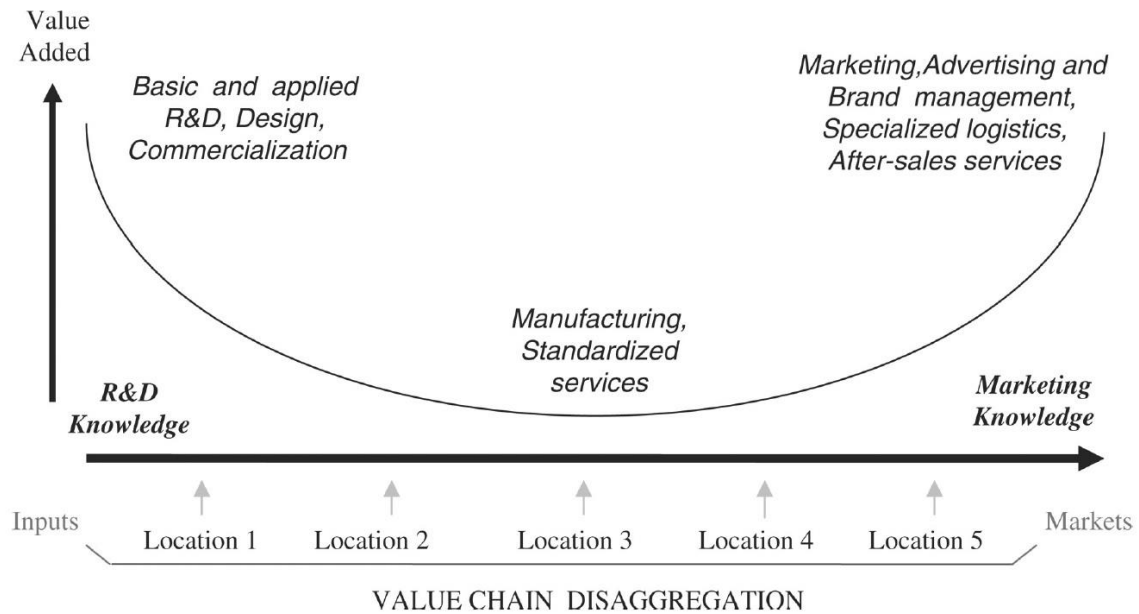 Value
Added
Basic and applied
R&D, Design,
Commercialization
Marketing,Advertising and
Brand management,
Specialized logistics,
After-sales services
Manufacturing,
Standardized
services
R&D
Knowledge
Marketing
Knowledge
Inputs
Location 1
Location 2
Location 3
Location 4
Location 5
Markets
VALUE CHAIN DISAGGREGATION